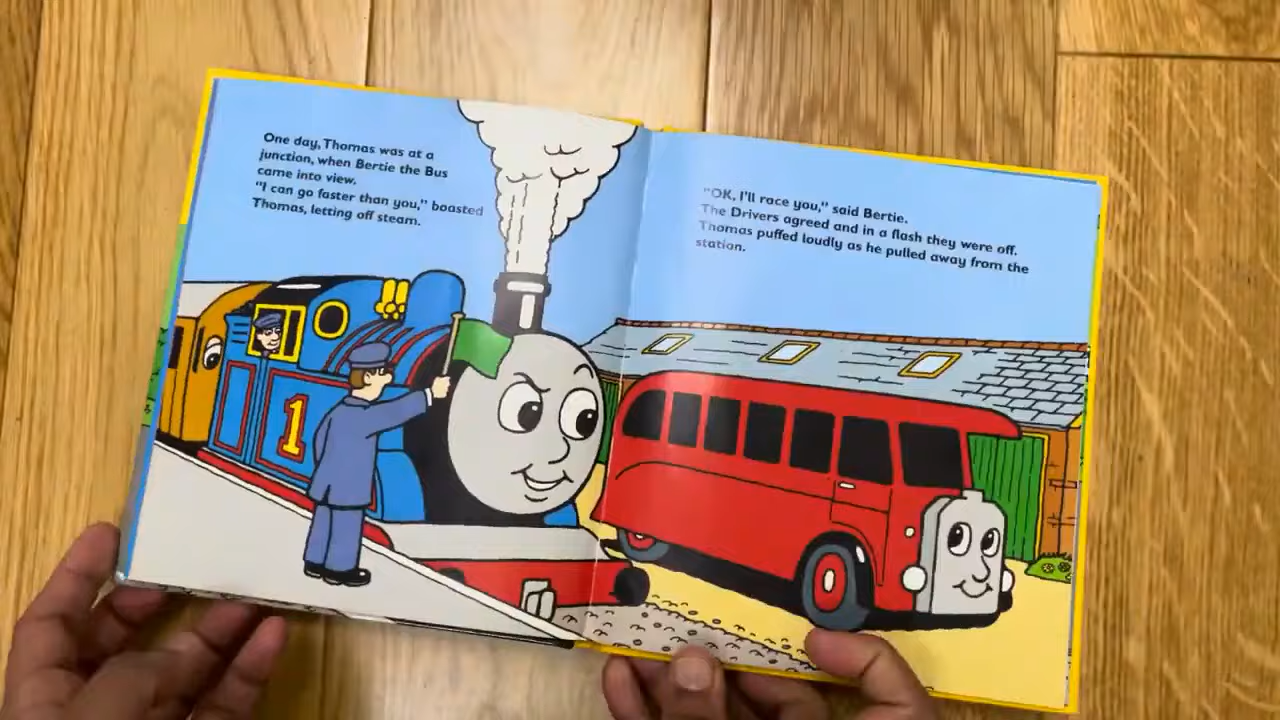 One day, Thomas was at a
junction, when Bertie the Bus
came into view.
"I can go faster than you," boasted
Thomas, letting off steam.
1
"OK, I'll race you," said Bertie.
The Drivers agreed and in a flash they were off.
Thomas puffed loudly as he pulled away from the
station.